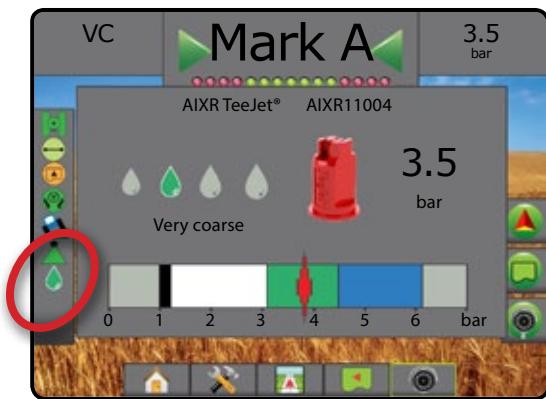 VC
Mark A
3.5
bar
AIXR TeeJet® AIXR11004
3.5
bar
Very coarse
0 1 2 3 4 5 6 bar